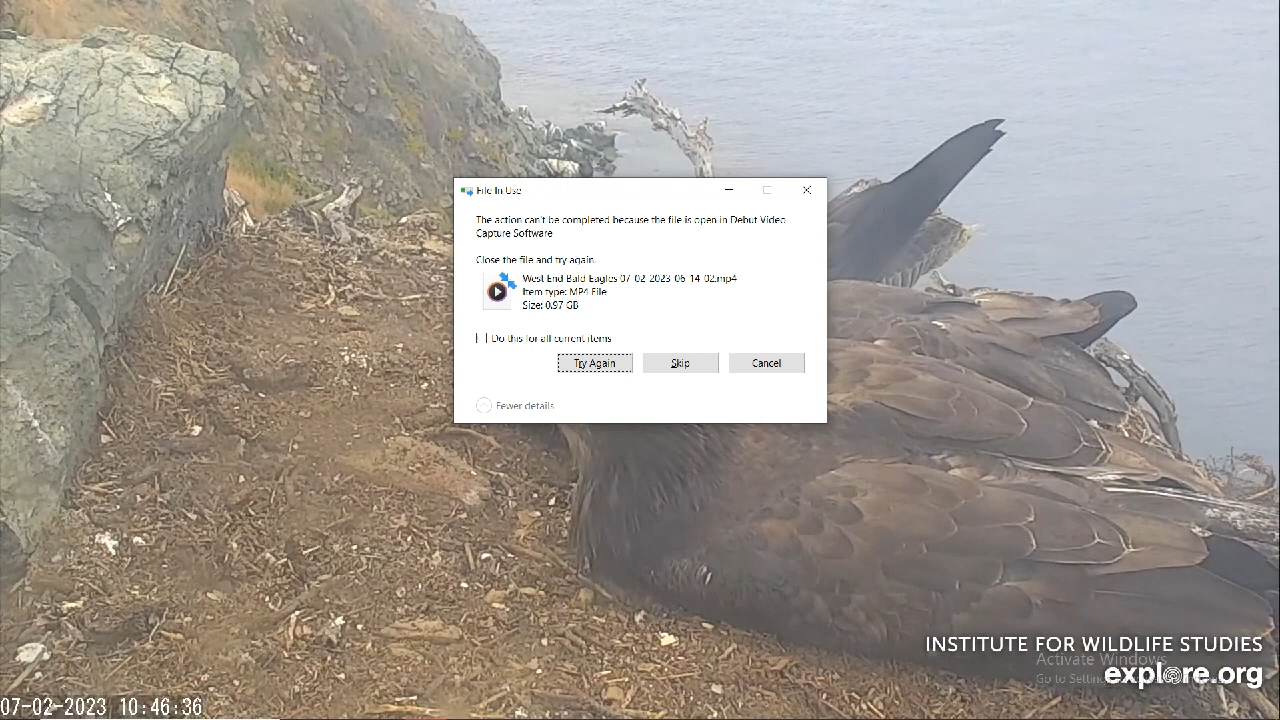 File In Use
The action can't be completed because the file is open in Debut Video
Capture Software
Close the file and try again.
West End Bald Eagles 07-02-2023-06-14-02.mp4
Item type: MP4 File
Size: 0.97 GB
Do this for all current items
Try Again Skip Cancel
Fewer details
INSTITUTE FOR WILDLIFE STUDIES
Activate Windows
explore.org
Go to Settings
07-02-2023 10:46:36